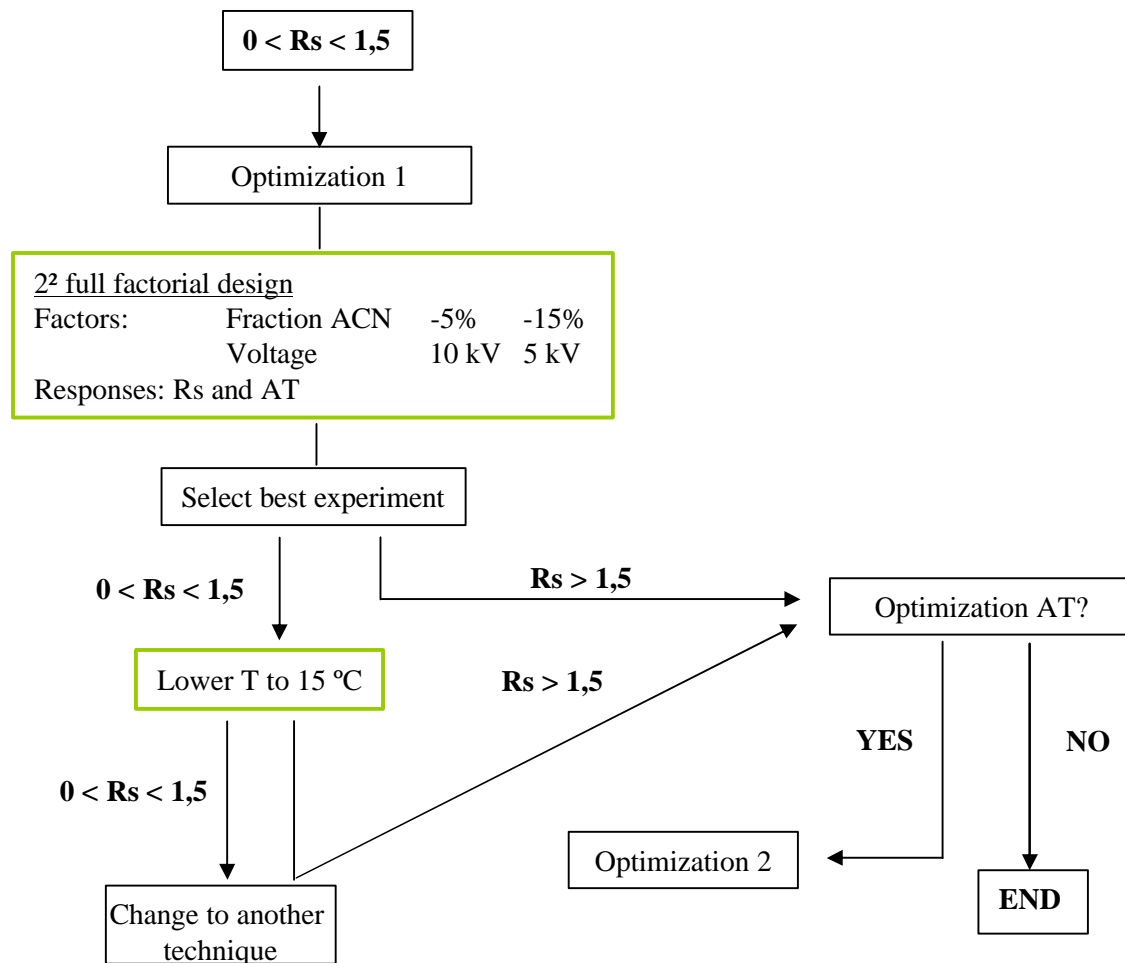 0 < Rs < 1,5
Optimization 1
2² full factorial design
Factors: Fraction ACN -5% -15%
Voltage 10 kV 5 kV
Responses: Rs and AT
Select best experiment
0 < Rs < 1,5
Rs > 1,5
Optimization AT?
Lower T to 15 ºC
Rs > 1,5
YES
NO
0 < Rs < 1,5
Optimization 2
END
Change to another
technique